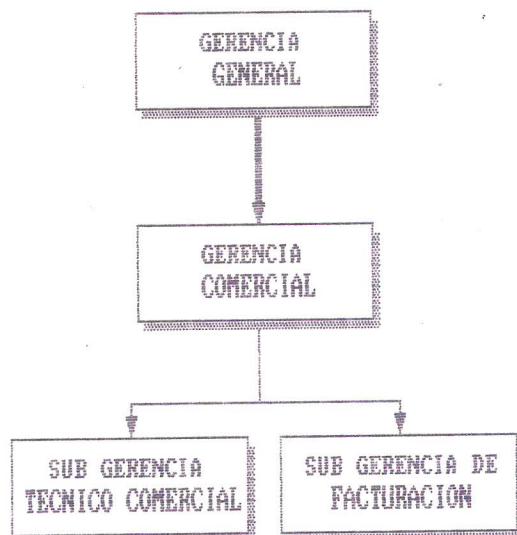 GERENCIA
GENERAL
GERENCIA
COMERCIAL
SUB GERENCIA
TECNICO COMERCIAL
SUB GERENCIA DE
FACTURACION